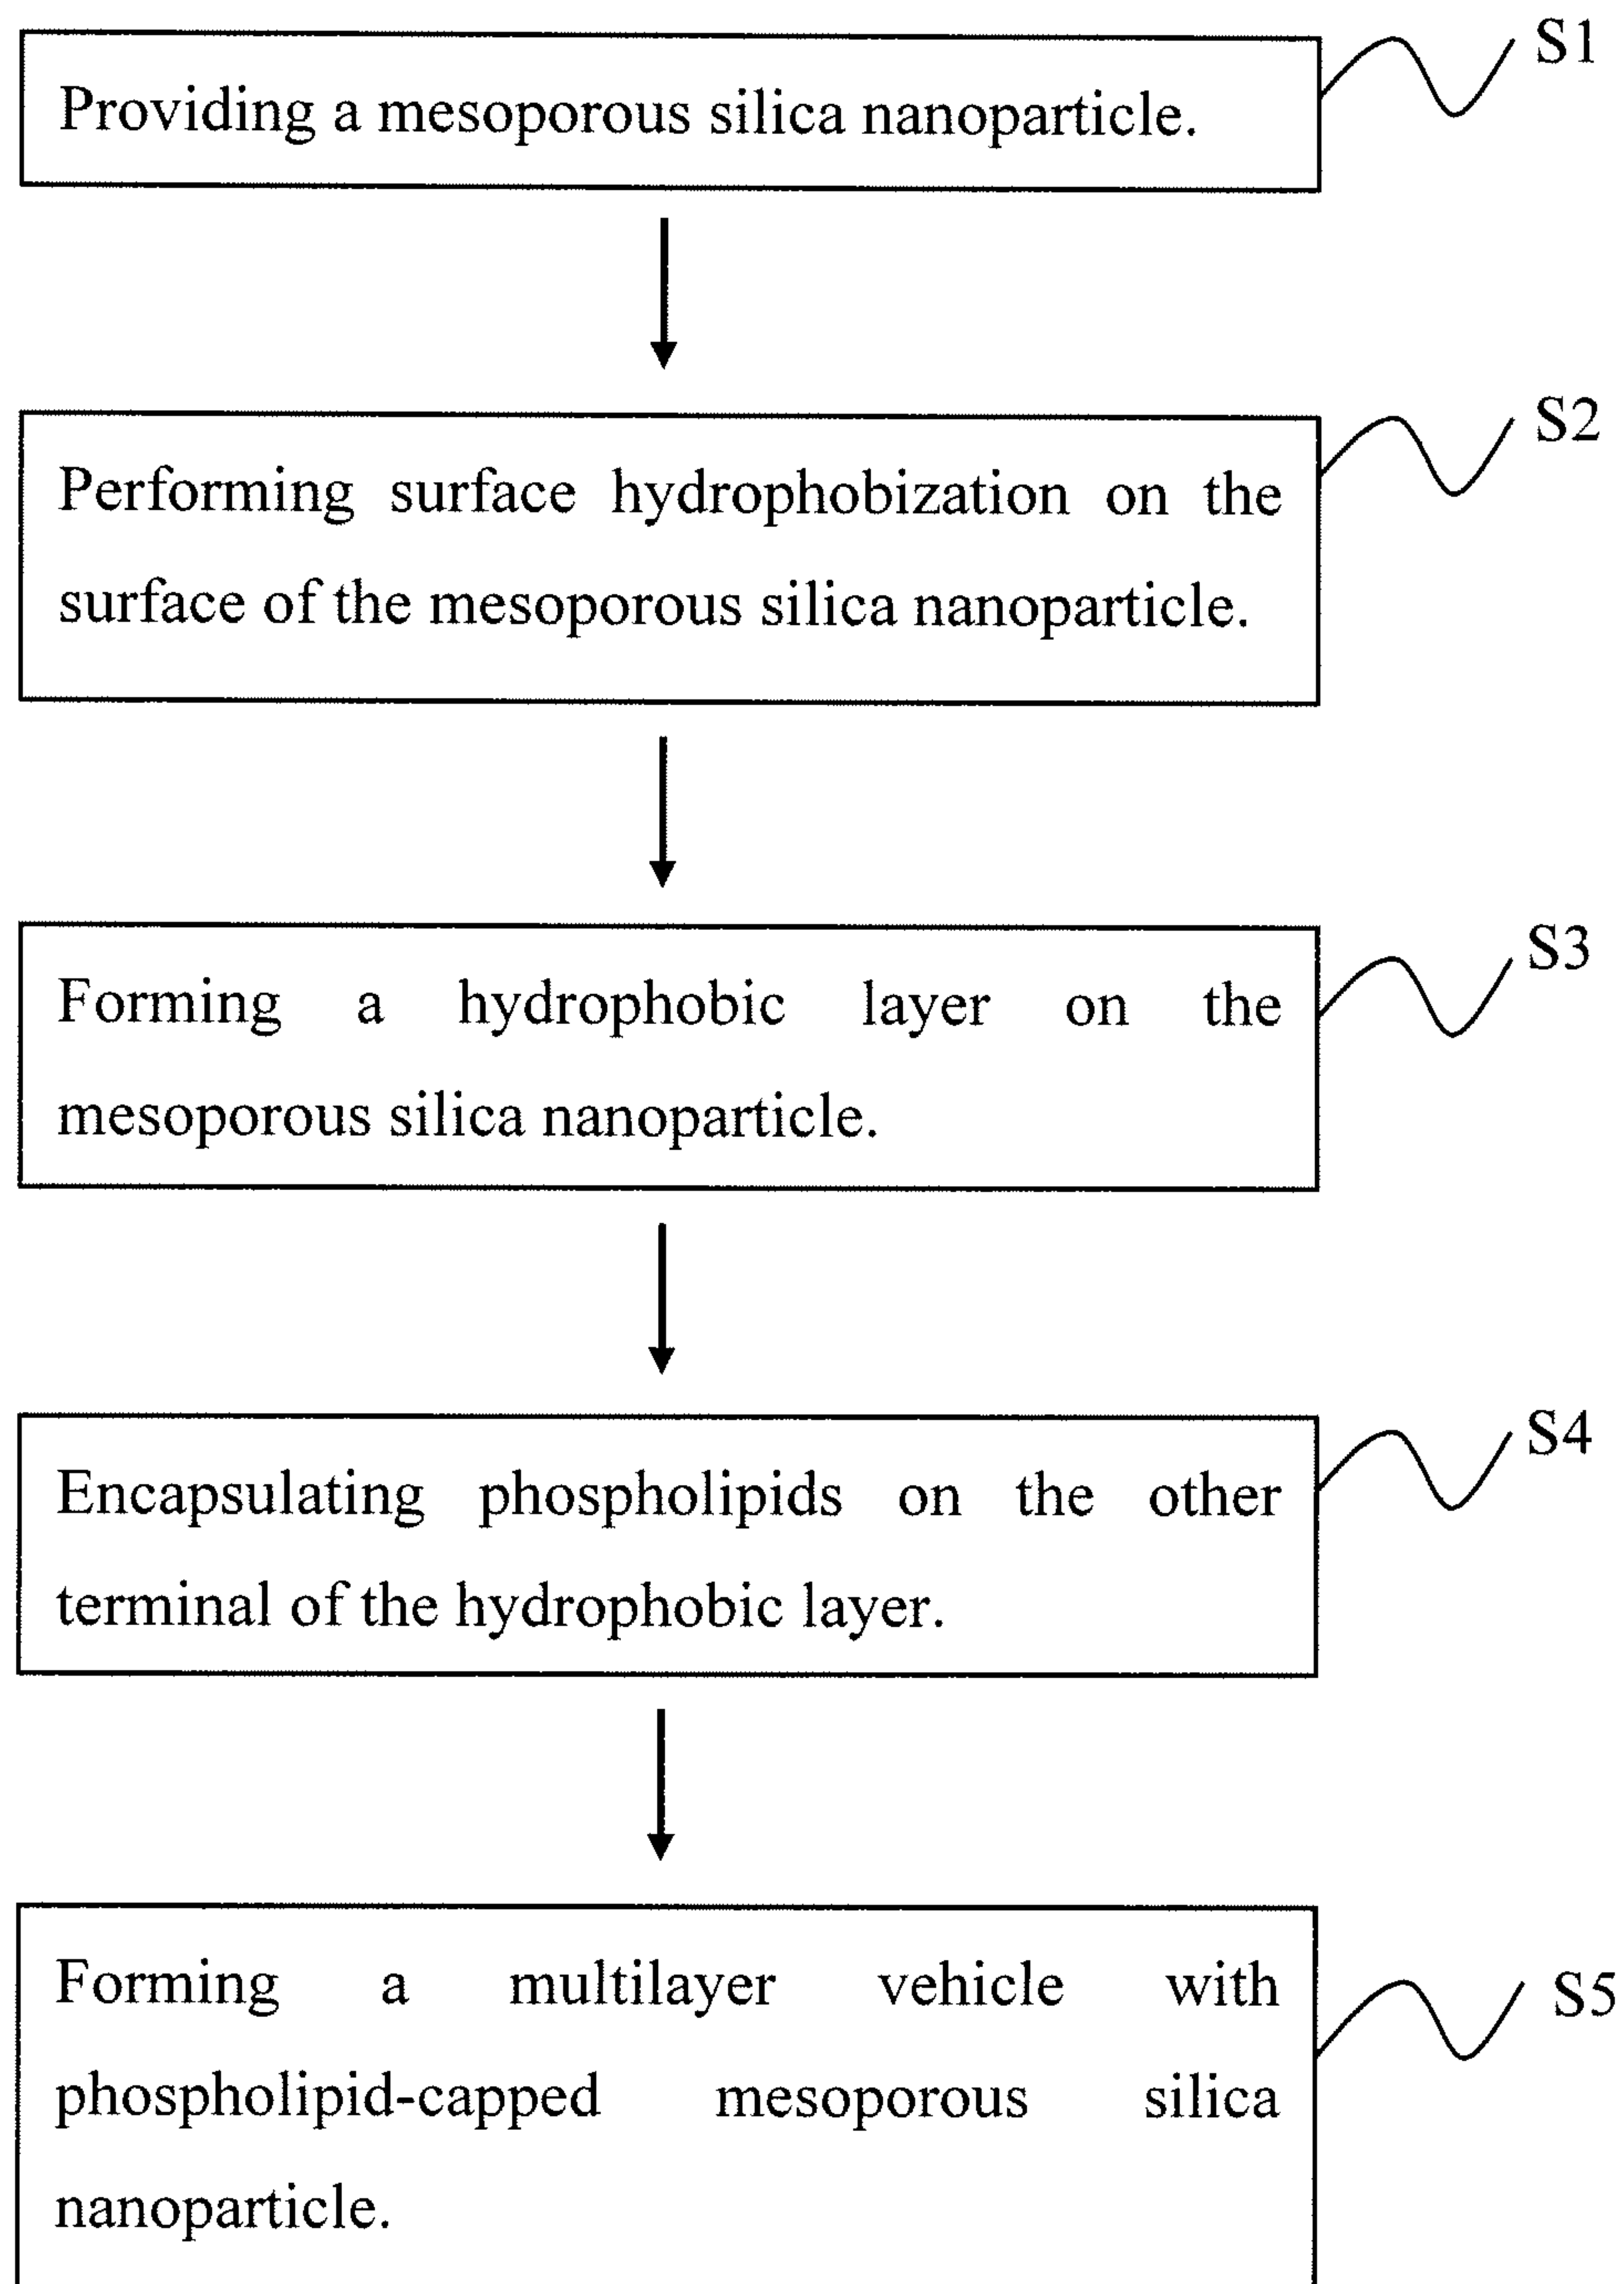 S1
Providing a mesoporous silica nanoparticle.
S2
Performing surface hydrophobization on the
surface of the mesoporous silica nanoparticle.
S3
Forming a hydrophobic layer on the
mesoporous silica nanoparticle.
S4
Encapsulating phospholipids on the other
terminal of the hydrophobic layer.
S5
Forming a multilayer vehicle with
phospholipid-capped mesoporous silica
nanoparticle.